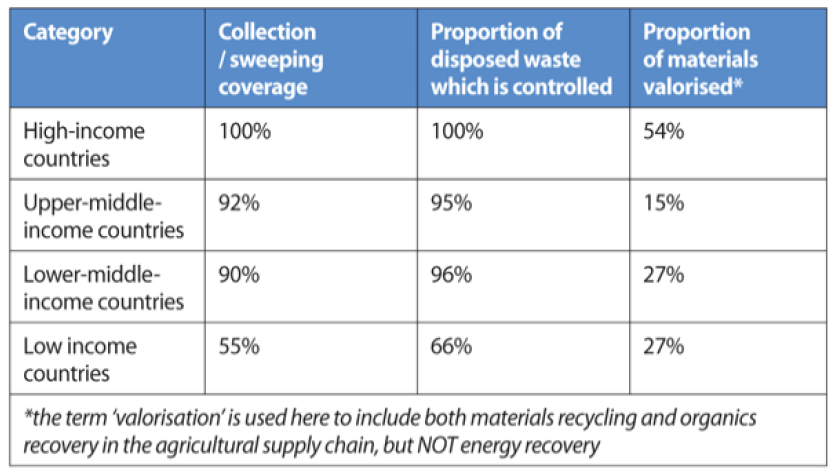 Category
Collection
/ sweeping
coverage
Proportion of
disposed waste
which is controlled
Proportion
of materials
valorised*
High-income
countries
100%
100%
54%
Upper-middle-
income countries
92%
95%
15%
Lower-middle-
income countries
90%
96%
27%
Low income
countries
55%
66%
27%
*the term ‘valorisation’ is used here to include both materials recycling and organics
recovery in the agricultural supply chain, but NOT energy recovery